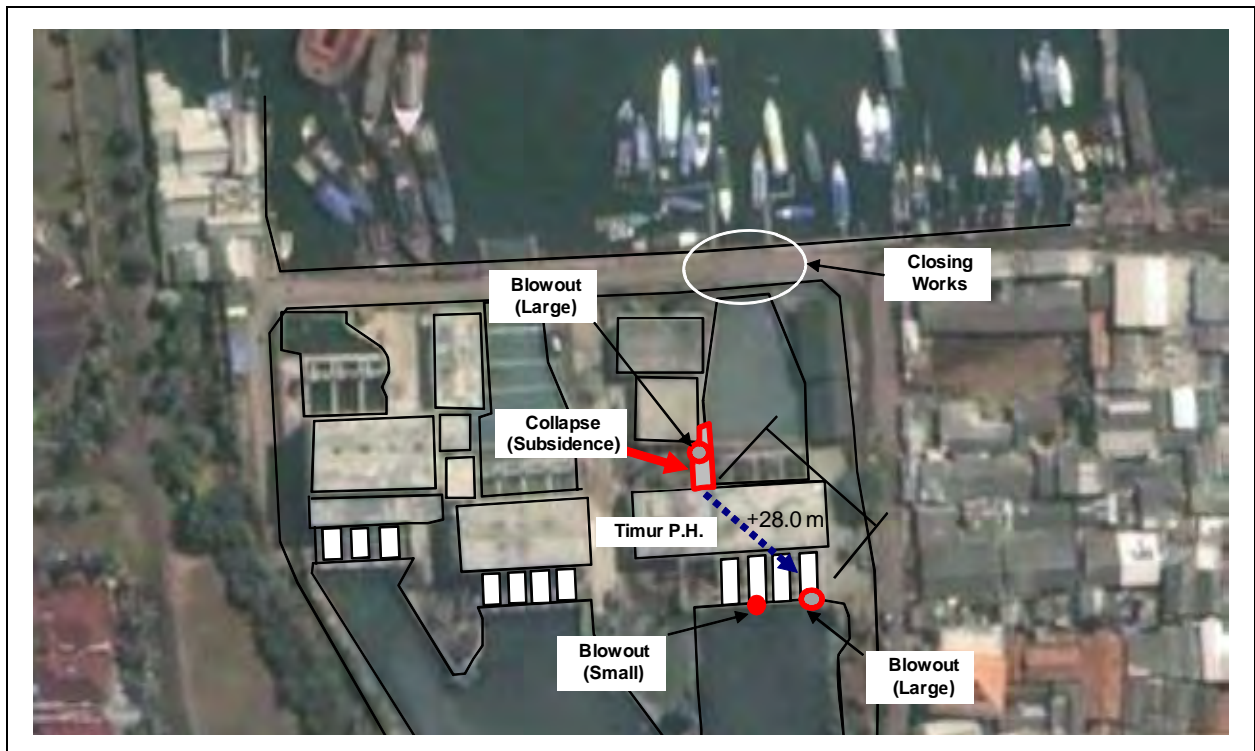 Closing
Works
Blowout
(Large)
Collapse
(Subsidence)
Timur P.H.
+28.0 m
Blowout
(Small)
Blowout
(Large)